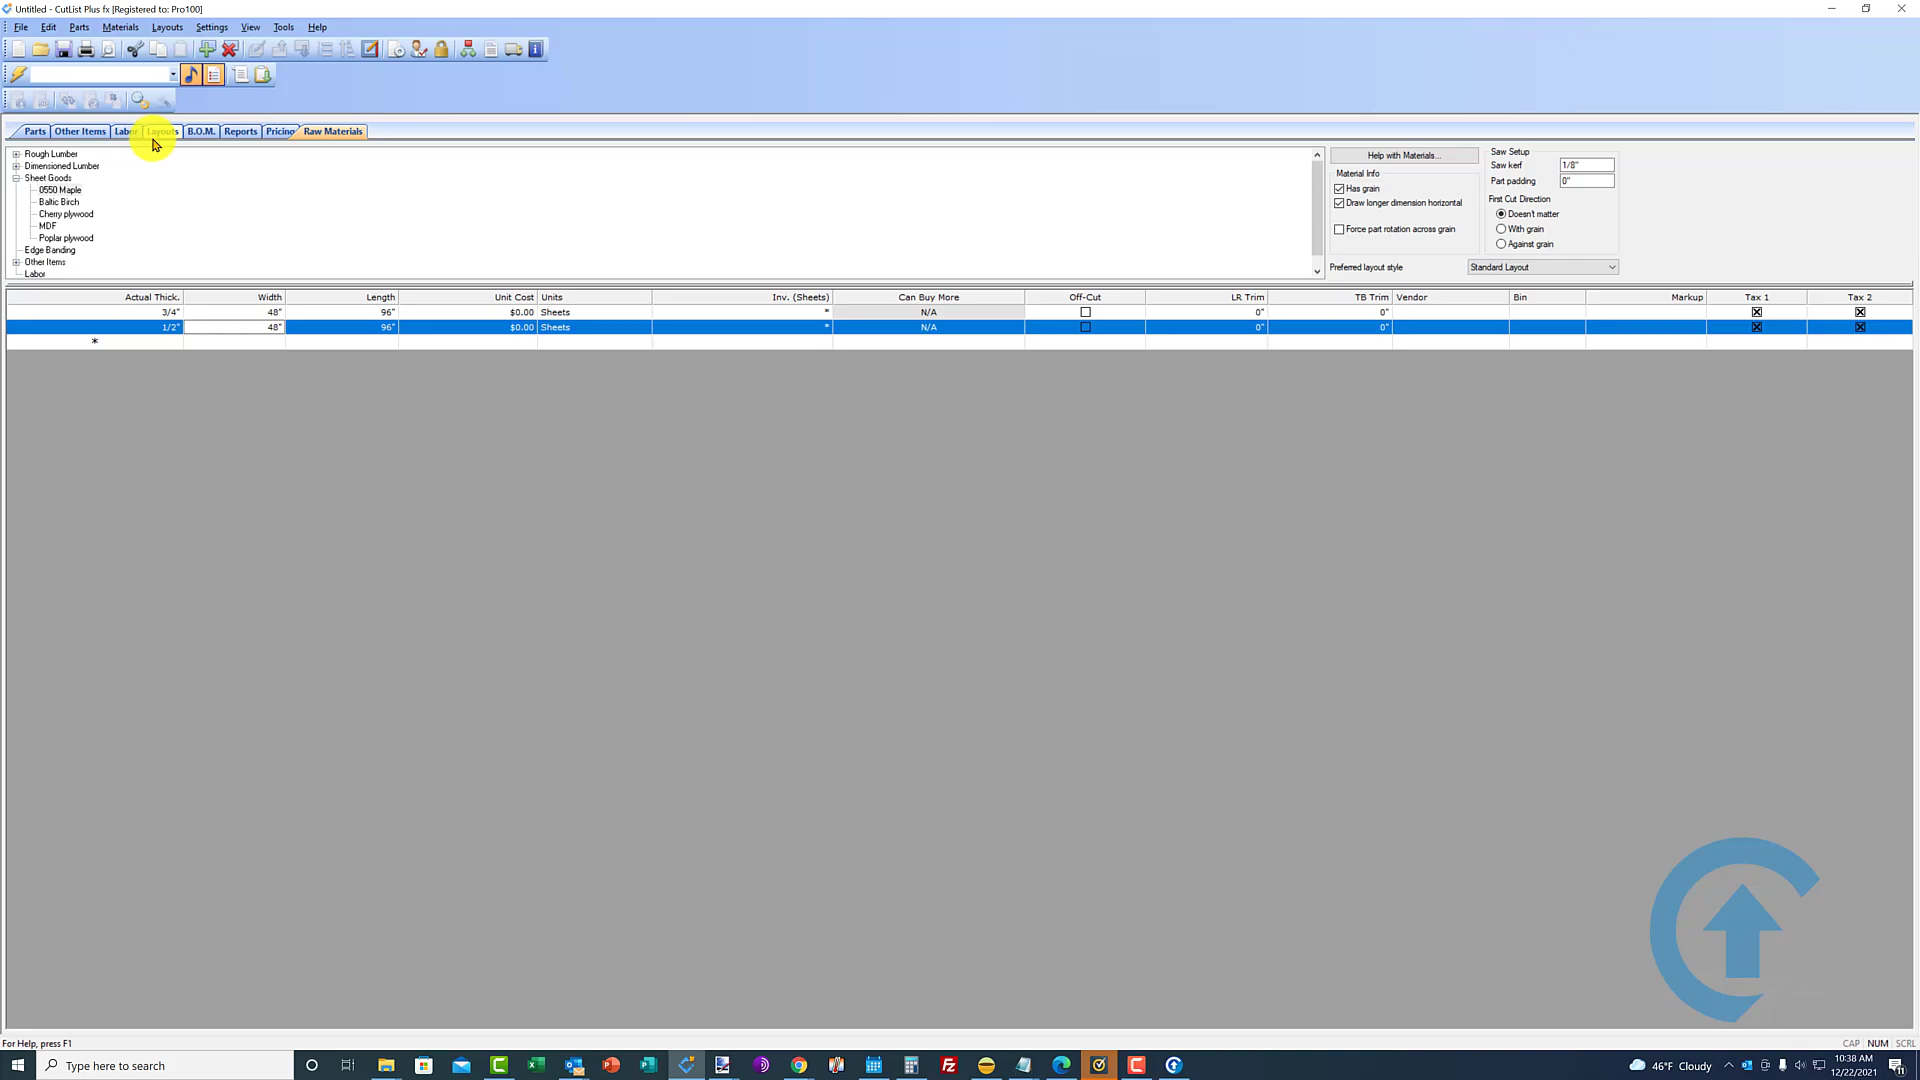 Untitled - CutList Plus fx [Registered to: Pro100]
File Edit Parts Materials Layouts Settings View Tools Help
Parts Other Items Labor Layouts B.O.M. Reports Pricing Raw Materials
Rough Lumber
Dimensioned Lumber
Sheet Goods
0550 Maple
Baltic Birch
Cherry plywood
MDF
Poplar plywood
Edge Banding
Other Items
Labor
Help with Materials...
Material Info
Has grain
Draw longer dimension horizontal
Force part rotation across grain
Preferred layout style Standard Layout
Saw Setup
Saw kerf 1/8"
Part padding 0"
First Cut Direction
Doesn't matter
With grain
Against grain
Actual Thick. Width Length Unit Cost Units Inv. (Sheets) Can Buy More Off-Cut LR Trim TB Trim Vendor Bin Markup Tax 1 Tax 2
3/4" 48" 96" $0.00 Sheets * N/A 0" 0"
1/2" 48" 96" $0.00 Sheets * N/A 0" 0"
*
For Help, press F1
CAP NUM SCRL
Type here to search
46°F Cloudy
10:38 AM
12/22/2021